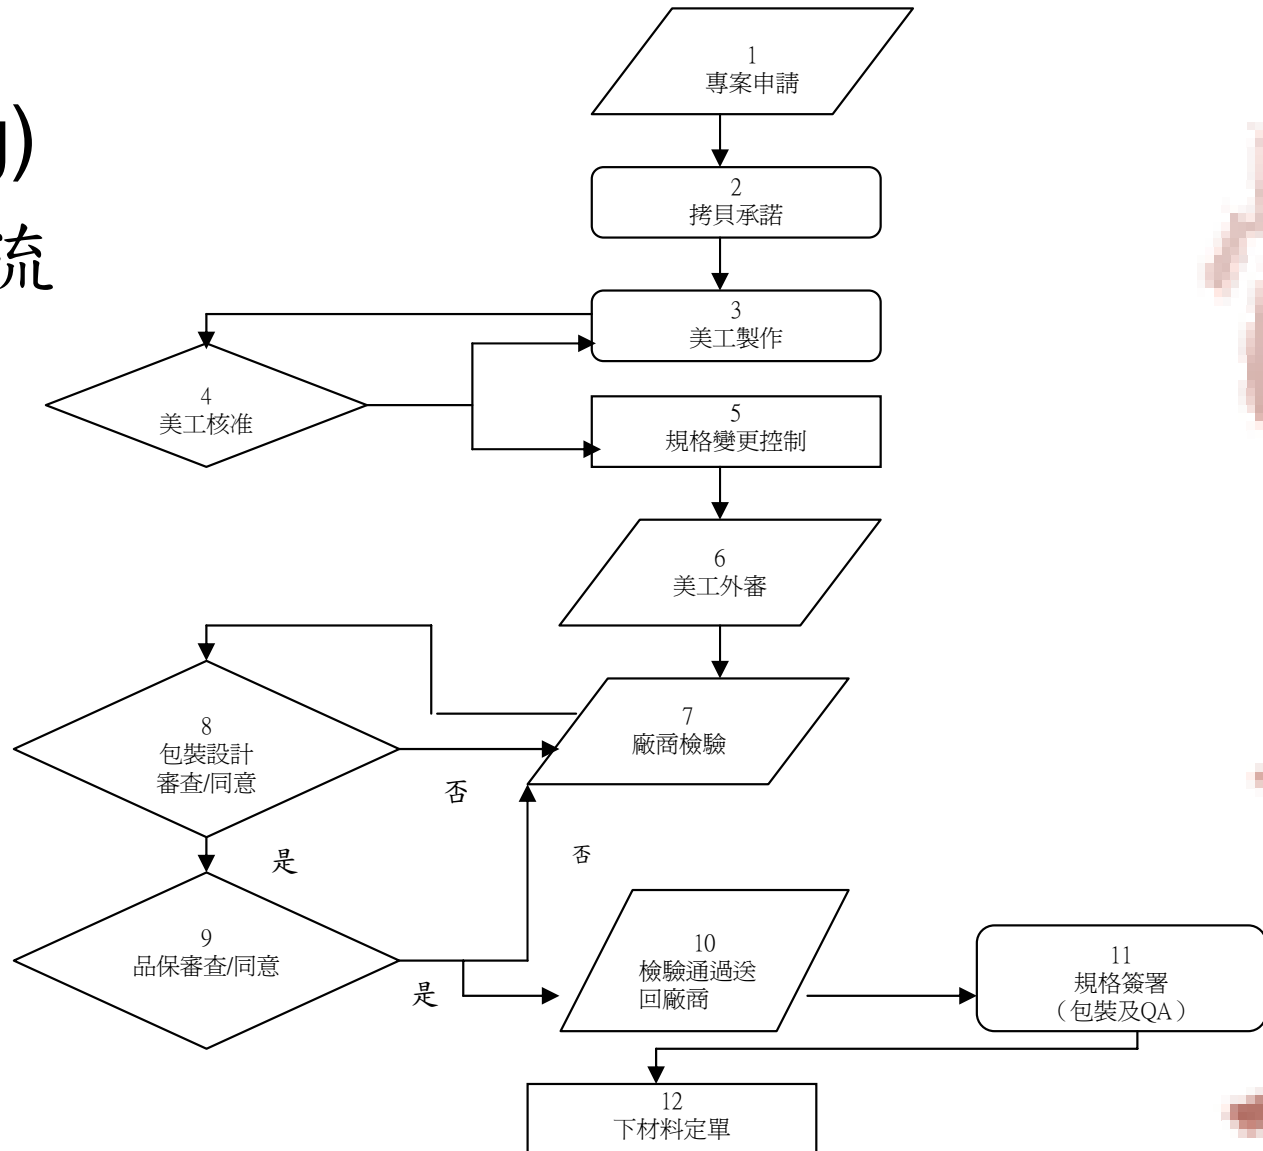 1
專案申請
g)
流
2
拷貝承諾
3
美工製作
4
美工核准
5
規格變更控制
6
美工外審
7
廠商檢驗
8
包裝設計
審查/同意
否
是
否
9
品保審查/同意
是
10
檢驗通過送
回廠商
11
規格簽署
（包裝及QA）
12
下材料定單